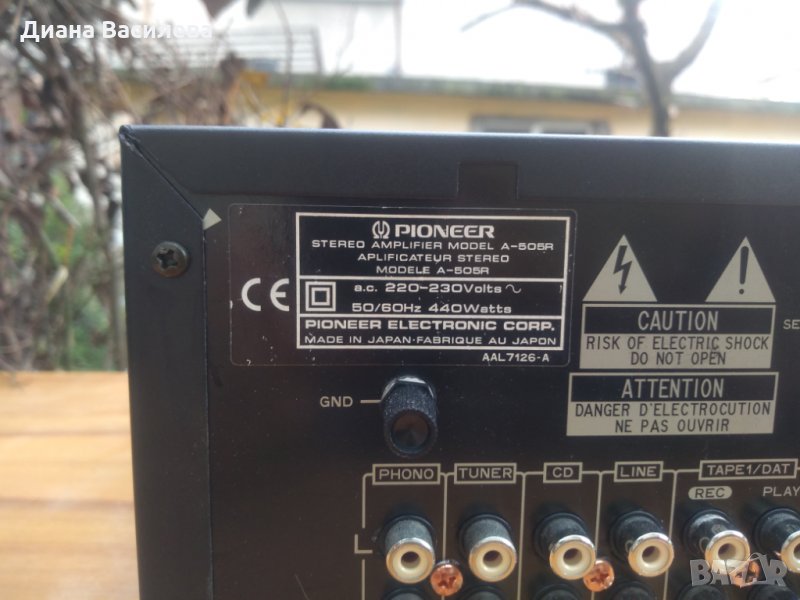 Диана Василева
PIONEER
STEREO AMPLIFIER MODEL A-505R
APLIFICATEUR STEREO
MODELE A-505R
a.c. 220-230Volts ~
50/60Hz 440Watts
PIONEER ELECTRONIC CORP.
MADE IN JAPAN·FABRIQUE AU JAPON
AAL7126-A
CE
CAUTION
RISK OF ELECTRIC SHOCK
DO NOT OPEN
SE
ATTENTION
DANGER D'ELECTROCUTION
NE PAS OUVRIR
GND
PHONO TUNER CD LINE TAPE1/DAT
REC PLAY
L
BAZAR